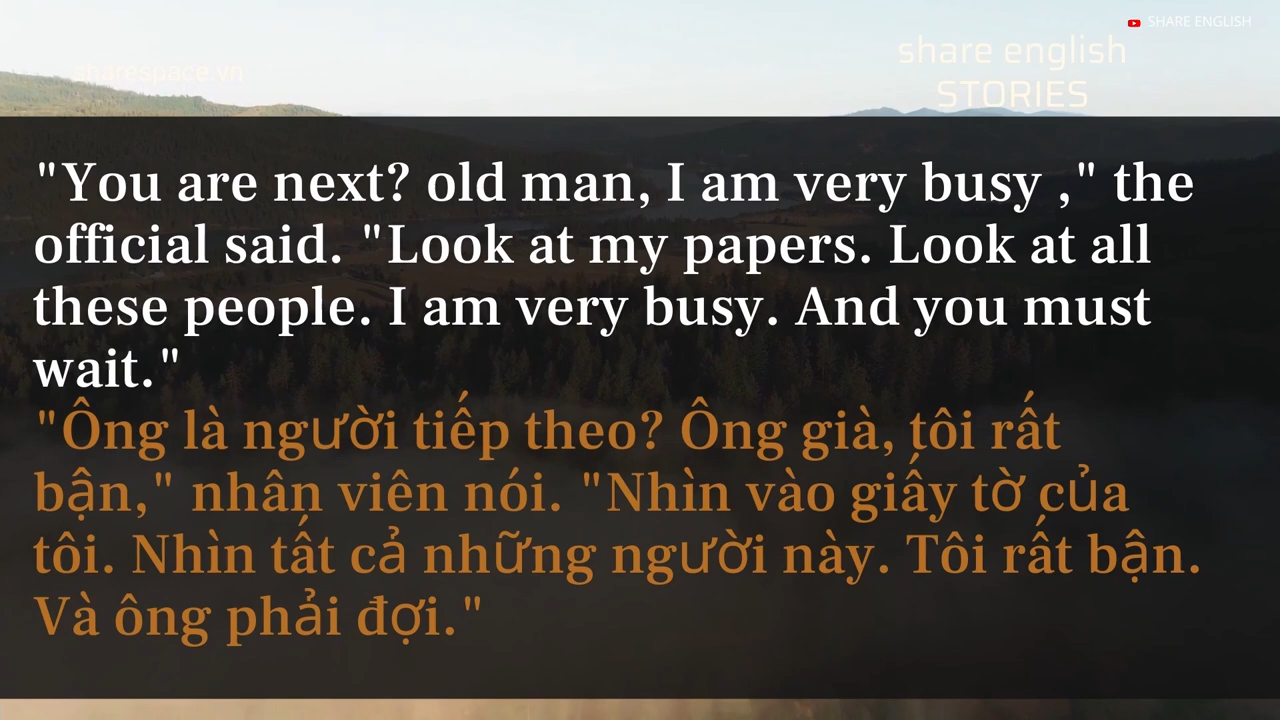 SHARE ENGLISH
share english
sharespace.vn
STORIES
"You are next? old man, I am very busy ," the
official said. "Look at my papers. Look at all
these people. I am very busy. And you must
wait."
"Ông là người tiếp theo? Ông già, tôi rất
bận," nhân viên nói. "Nhìn vào giấy tờ của
tôi. Nhìn tất cả những người này. Tôi rất bận.
Và ông phải đợi."